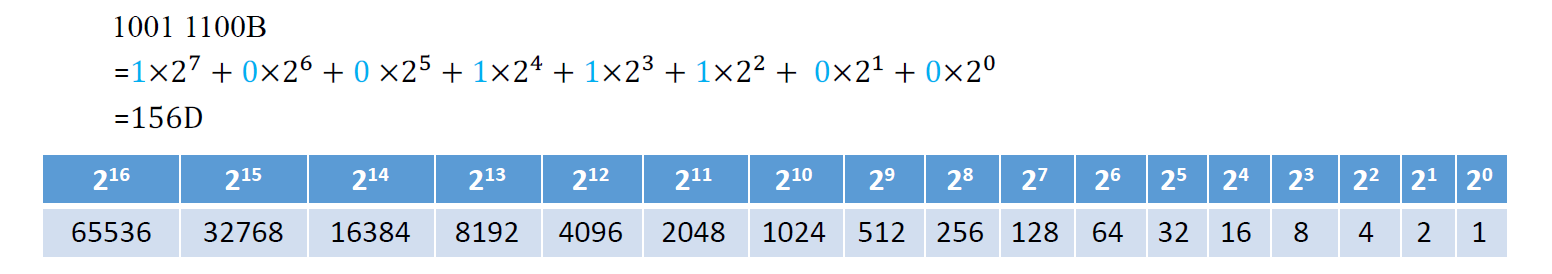 1001 1100B
=1×2⁷ + 0×2⁶ + 0 ×2⁵ + 1×2⁴ + 1×2³ + 1×2² + 0×2¹ + 0×2⁰
=156D
2¹⁶ 2¹⁵ 2¹⁴ 2¹³ 2¹² 2¹¹ 2¹⁰ 2⁹ 2⁸ 2⁷ 2⁶ 2⁵ 2⁴ 2³ 2² 2¹ 2⁰
65536 32768 16384 8192 4096 2048 1024 512 256 128 64 32 16 8 4 2 1